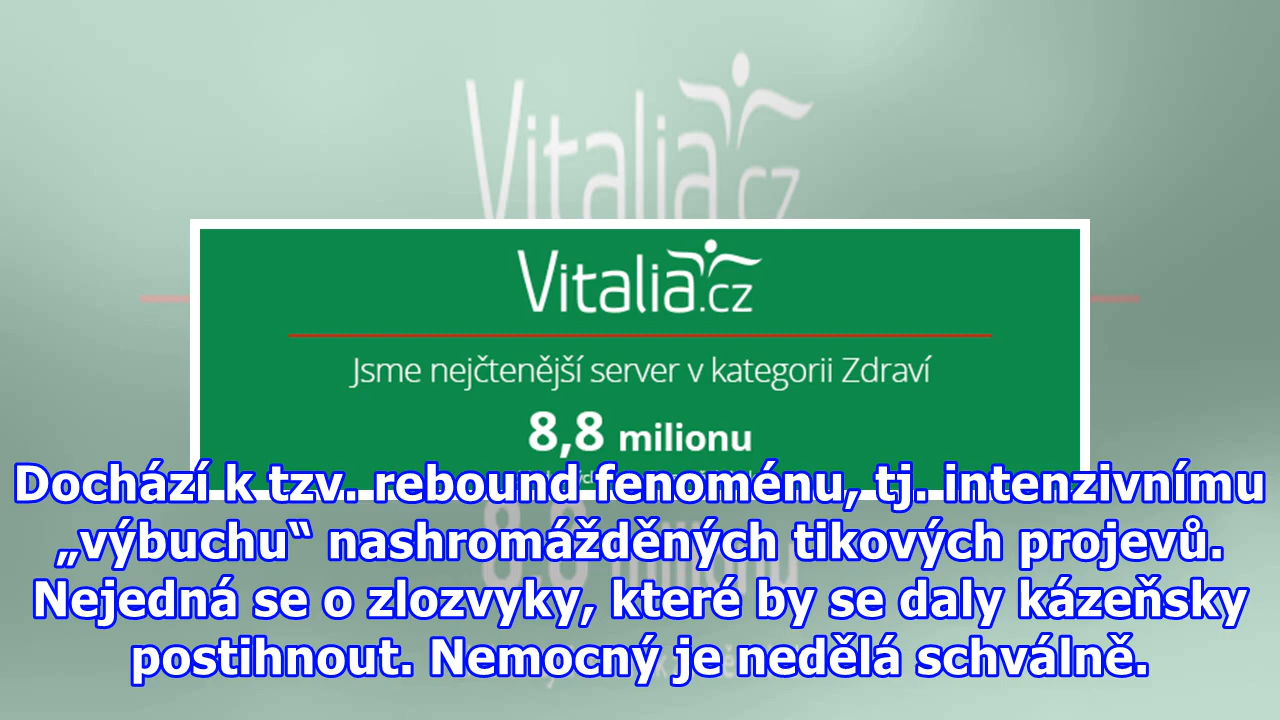 Vitalia.cz
Vitalia.cz
Jsme nejčtenější server v kategorii Zdraví
8,8 milionu
Dochází k tzv. rebound fenoménu, tj. intenzivnímu
„výbuchu“ nashromážděných tikových projevů.
Nejedná se o zlozvyky, které by se daly kázeňsky
postihnout. Nemocný je nedělá schválně.